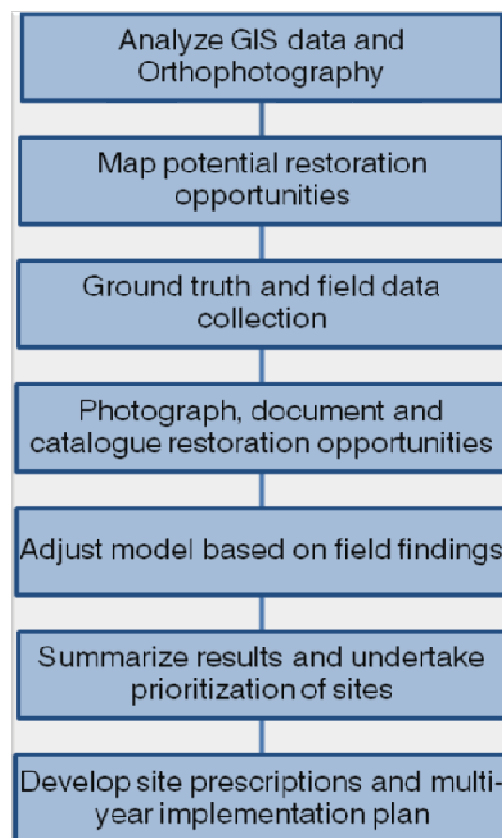 Analyze GIS data and
Orthophotography
Map potential restoration
opportunities
Ground truth and field data
collection
Photograph, document and
catalogue restoration opportunities
Adjust model based on field findings
Summarize results and undertake
prioritization of sites
Develop site prescriptions and multi-
year implementation plan